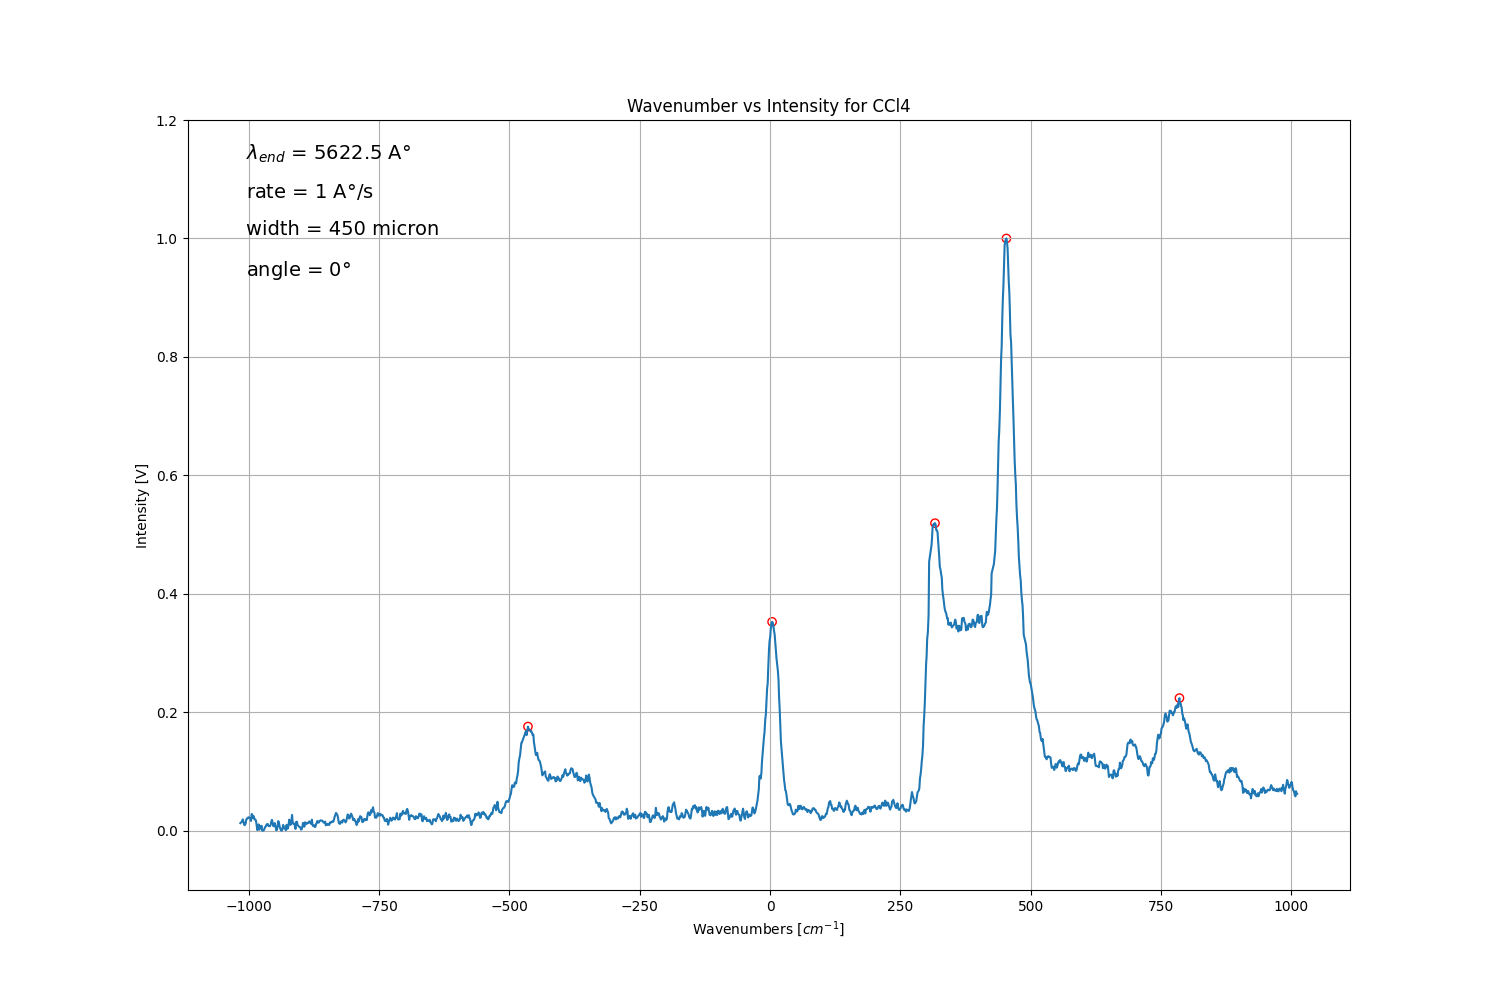 Wavenumber vs Intensity for CCl4
1.2
1.0
0.8
0.6
0.4
0.2
0.0
Intensity [V]
λ_end = 5622.5 A°
rate = 1 A°/s
width = 450 micron
angle = 0°
−1000 −750 −500 −250 0 250 500 750 1000
Wavenumbers [cm⁻¹]